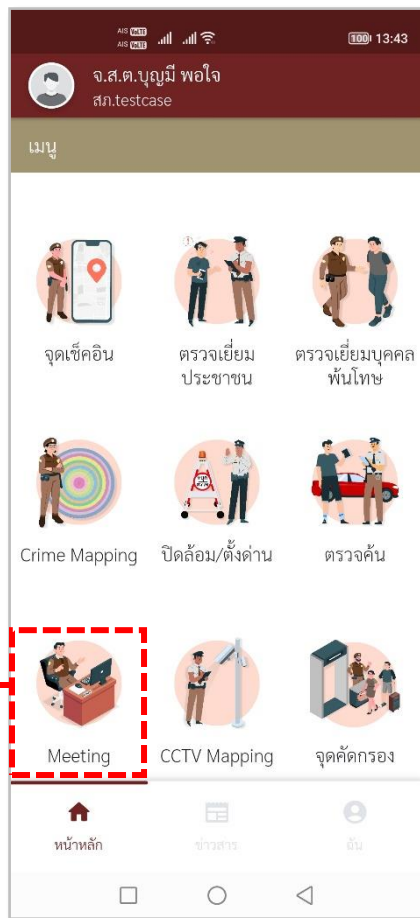 AIS VoLTE
AIS VoLTE
100 13:43
จ.ส.ต.บุญมี พอใจ
สภ.testcase
เมนู
จุดเช็คอิน
ตรวจเยี่ยม
ประชาชน
ตรวจเยี่ยมบุคคล
พ้นโทษ
Crime Mapping
ปิดล้อม/ตั้งด่าน
ตรวจค้น
Meeting
CCTV Mapping
จุดคัดกรอง
หน้าหลัก
ข่าวสาร
ฉัน